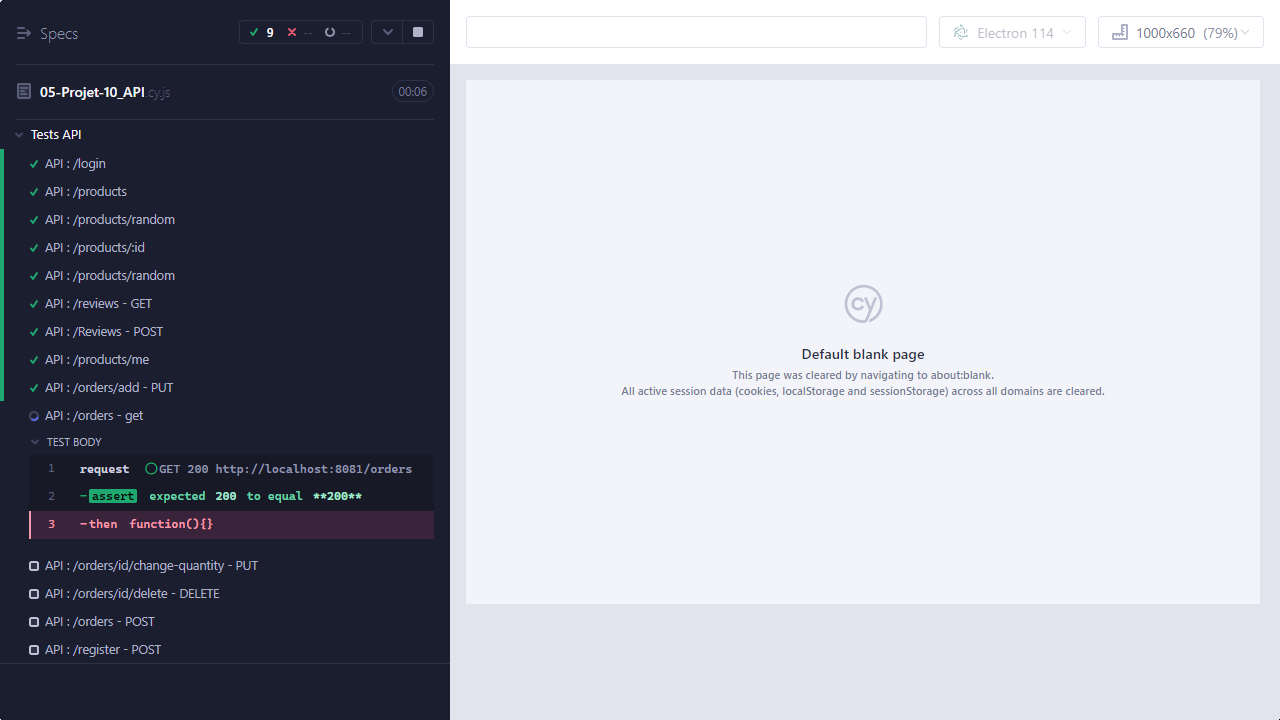 Specs
9 -- --
05-Projet-10_API.cy.js
00:06
Tests API
API : /login
API : /products
API : /products/random
API : /products/:id
API : /products/random
API : /reviews - GET
API : /Reviews - POST
API : /products/me
API : /orders/add - PUT
API : /orders - get
TEST BODY
1 request GET 200 http://localhost:8081/orders
2 -assert expected 200 to equal **200**
3 -then function(){}
API : /orders/id/change-quantity - PUT
API : /orders/id/delete - DELETE
API : /orders - POST
API : /register - POST
Electron 114
1000x660 (79%)
cy
Default blank page
This page was cleared by navigating to about:blank.
All active session data (cookies, localStorage and sessionStorage) across all domains are cleared.